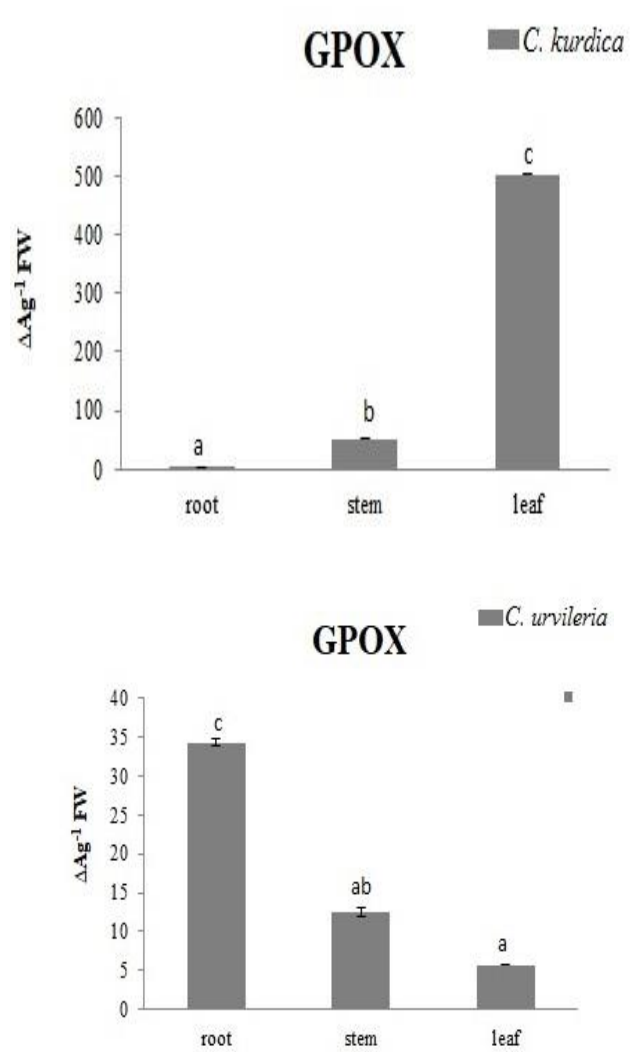 GPOX
C. kurdica
600
500
400
300
200
100
0
ΔAg⁻¹ FW
a
b
c
root stem leaf
GPOX
C. urvileria
40
35
30
25
20
15
10
5
0
ΔAg⁻¹ FW
c
ab
a
root stem leaf